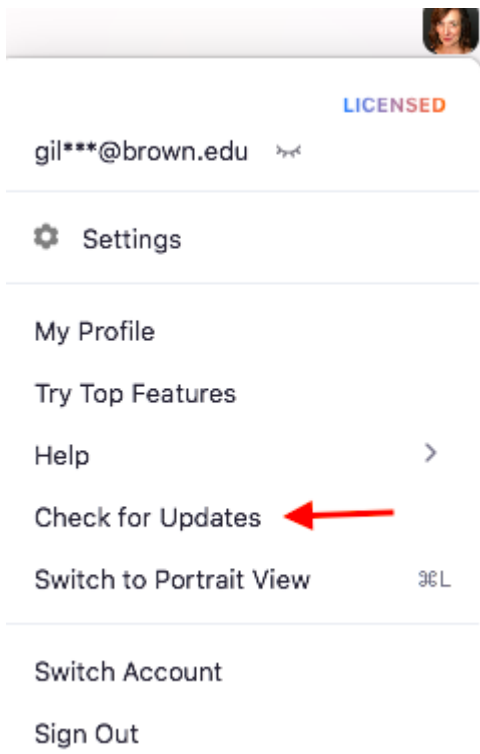 LICENSED
gil***@brown.edu
Settings
My Profile
Try Top Features
Help
Check for Updates
Switch to Portrait View ⌘L
Switch Account
Sign Out